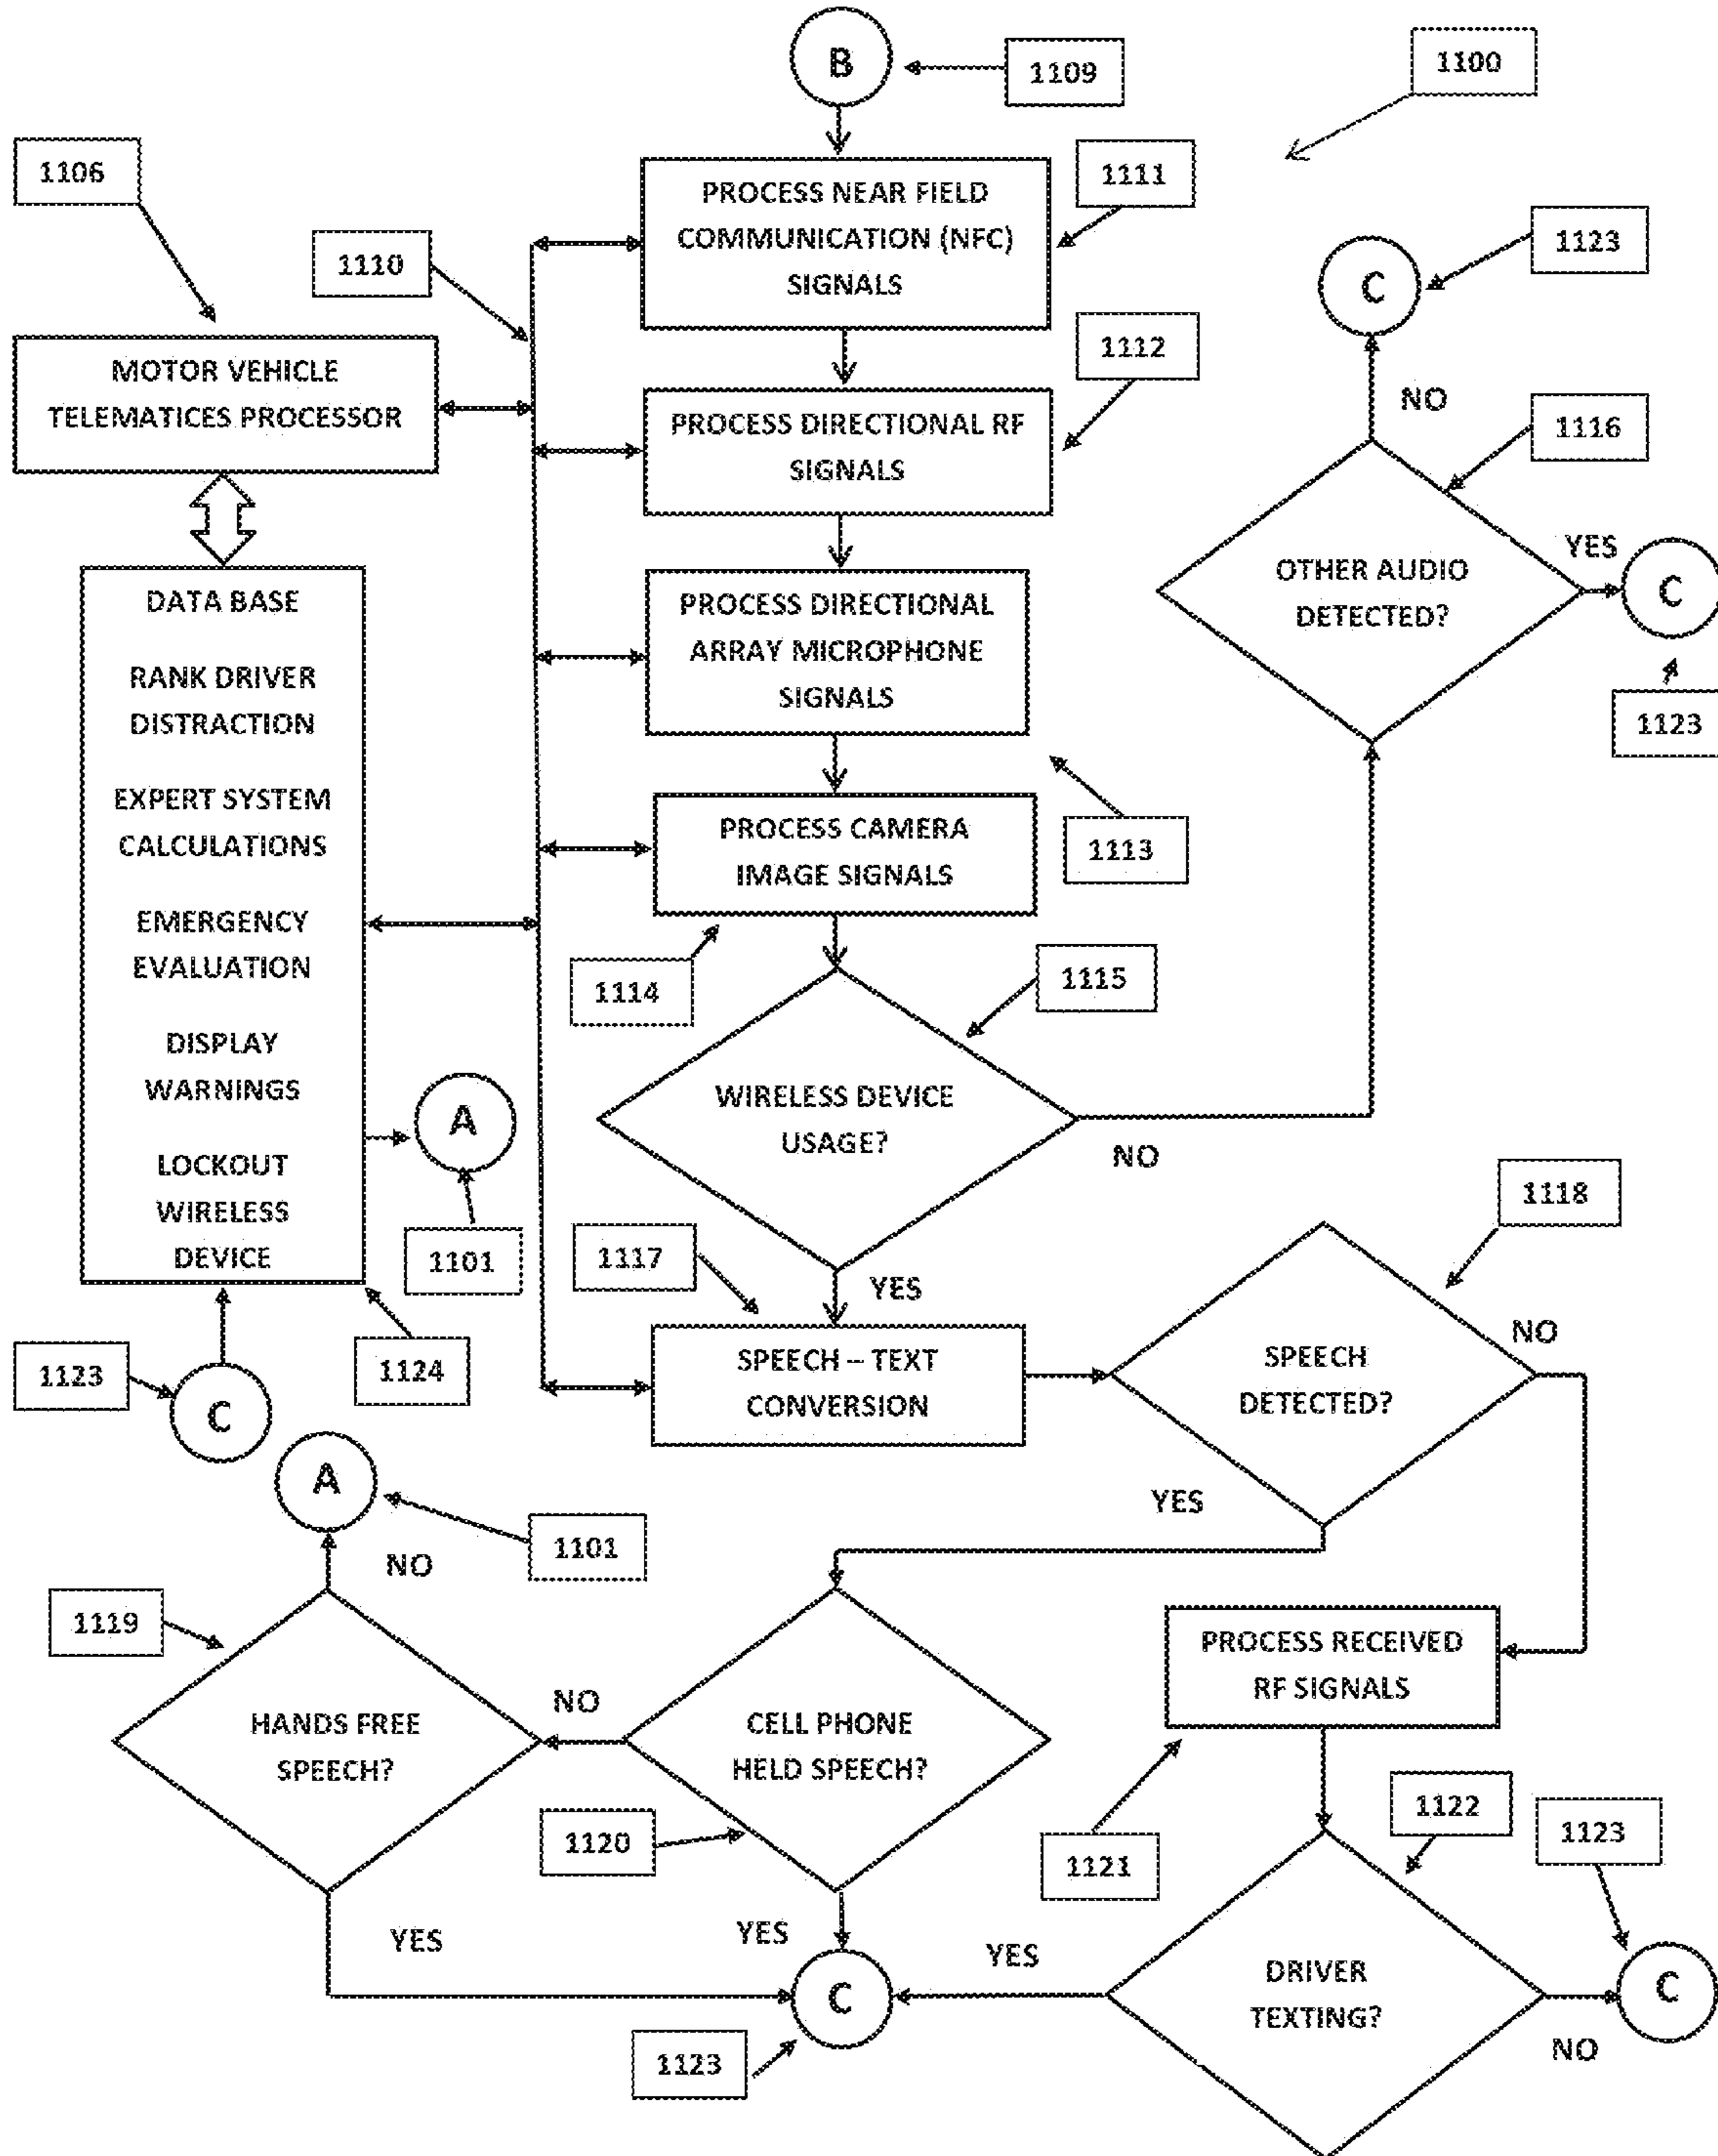 B
1109
1100
1106
1110
PROCESS NEAR FIELD
COMMUNICATION (NFC)
SIGNALS
1111
1123
C
NO
1116
MOTOR VEHICLE
TELEMATICES PROCESSOR
PROCESS DIRECTIONAL RF
SIGNALS
1112
OTHER AUDIO
DETECTED?
YES
C
1123
PROCESS DIRECTIONAL
ARRAY MICROPHONE
SIGNALS
1113
DATA BASE
RANK DRIVER
DISTRACTION
EXPERT SYSTEM
CALCULATIONS
EMERGENCY
EVALUATION
DISPLAY
WARNINGS
LOCKOUT
WIRELESS
DEVICE
PROCESS CAMERA
IMAGE SIGNALS
1114
1115
A
1101
WIRELESS DEVICE
USAGE?
NO
YES
1117
1118
1123
C
1124
SPEECH – TEXT
CONVERSION
SPEECH
DETECTED?
NO
YES
A
1101
NO
1119
HANDS FREE
SPEECH?
NO
CELL PHONE
HELD SPEECH?
1120
PROCESS RECEIVED
RF SIGNALS
1121
1122
1123
YES
YES
C
1123
YES
DRIVER
TEXTING?
C
NO